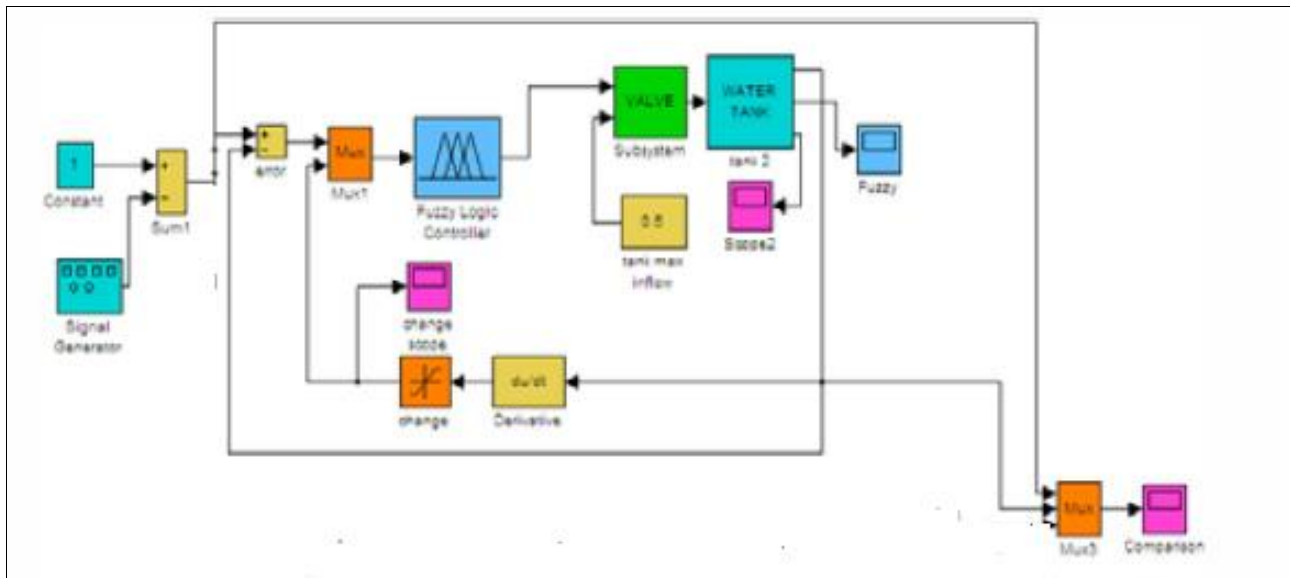 1
Constant
+
-
Sum1
Signal
Generator
+
-
error
Mux
Mux1
Fuzzy Logic
Controller
VALVE
Subsystem
WATER
TANK
tank 2
Fuzzy
Scope2
0.5
tank max
inflow
change
scope
change
du/dt
Derivative
Mux
Mux3
Comparison